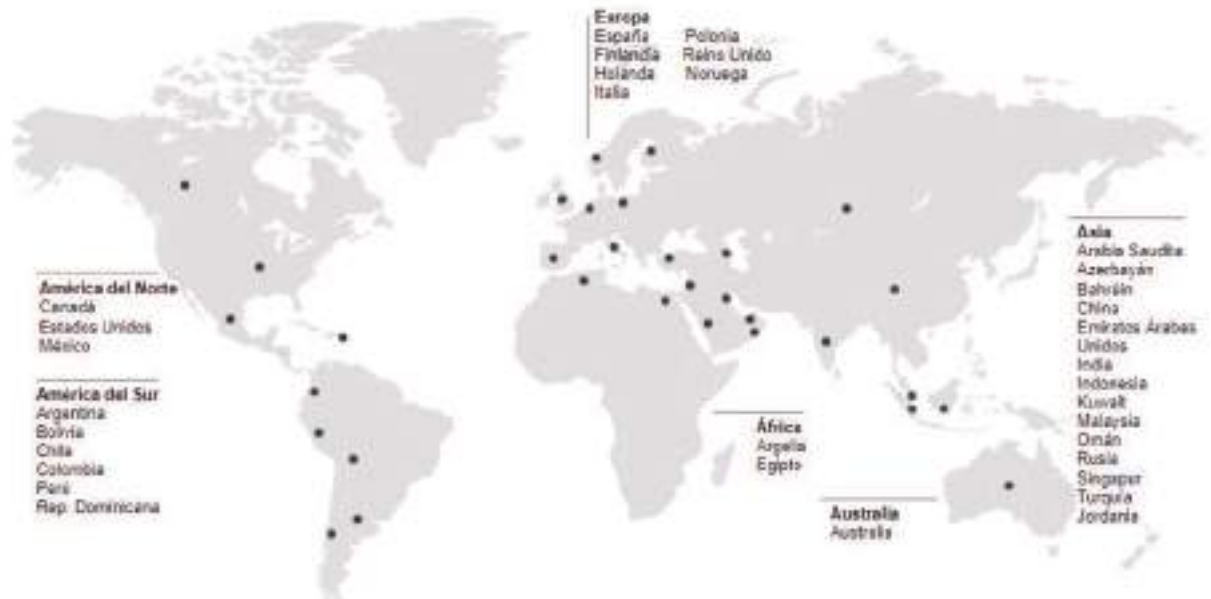 Europa
España Polonia
Finlandia Reino Unido
Holanda Noruega
Italia
América del Norte
Canadá
Estados Unidos
México
América del Sur
Argentina
Bolivia
Chile
Colombia
Perú
Rep. Dominicana
África
Argelia
Egipto
Australia
Australia
Asia
Arabia Saudita
Azerbayán
Bahráin
China
Emiratos Árabes
Unidos
India
Indonesia
Kuwait
Malaysia
Omán
Rusia
Singapur
Turquía
Jordania